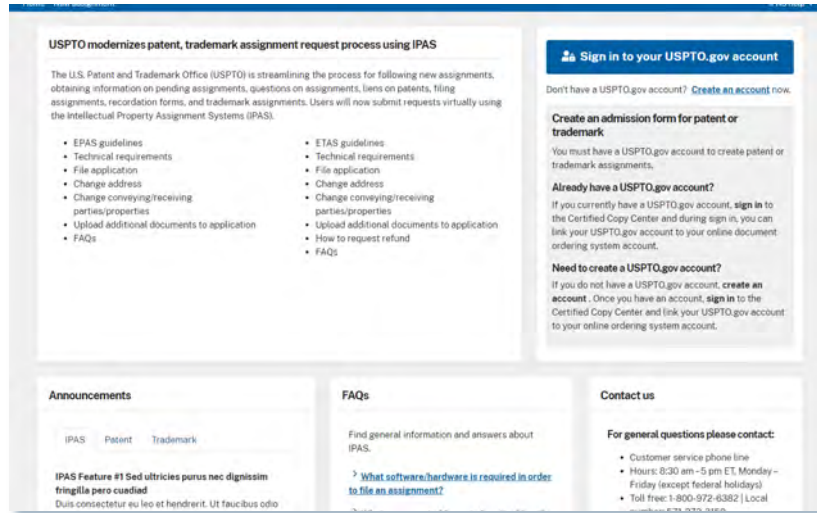 USPTO modernizes patent, trademark assignment request process using IPAS
The U.S. Patent and Trademark Office (USPTO) is streamlining the process for following new assignments,
obtaining information on pending assignments, questions on assignments, liens on patents, filing
assignments, recordation forms, and trademark assignments. Users will now submit requests virtually using
the Intellectual Property Assignment Systems (IPAS).
• EPAS guidelines
• Technical requirements
• File application
• Change address
• Change conveying/receiving
parties/properties
• Upload additional documents to application
• FAQs
• ETAS guidelines
• Technical requirements
• File application
• Change address
• Change conveying/receiving
parties/properties
• Upload additional documents to application
• How to request refund
• FAQs
Sign in to your USPTO.gov account
Don't have a USPTO.gov account? Create an account now.
Create an admission form for patent or
trademark
You must have a USPTO.gov account to create patent or
trademark assignments.
Already have a USPTO.gov account?
If you currently have a USPTO.gov account, sign in to
the Certified Copy Center and during sign in, you can
link your USPTO.gov account to your online document
ordering system account.
Need to create a USPTO.gov account?
If you do not have a USPTO.gov account, create an
account . Once you have an account, sign in to the
Certified Copy Center and link your USPTO.gov account
to your online ordering system account.
Announcements
IPAS Patent Trademark
IPAS Feature #1 Sed ultricies purus nec dignissim
fringilla pero cuadiad
Duis consectetur eu leo et hendrerit. Ut faucibus odio
FAQs
Find general information and answers about
IPAS.
> What software/hardware is required in order
to file an assignment?
Contact us
For general questions please contact:
• Customer service phone line
• Hours: 8:30 am - 5 pm ET, Monday –
Friday (except federal holidays)
• Toll free: 1-800-972-6382 | Local